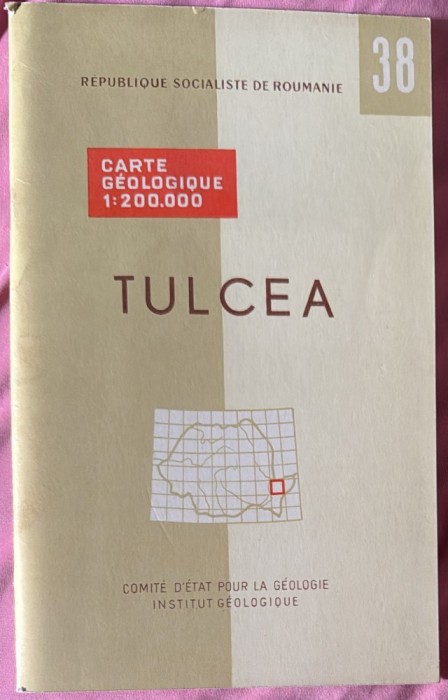 38
RÉPUBLIQUE SOCIALISTE DE ROUMANIE
CARTE
GÉOLOGIQUE
1:200.000
TULCEA
COMITÉ D'ÉTAT POUR LA GÉOLOGIE
INSTITUT GÉOLOGIQUE